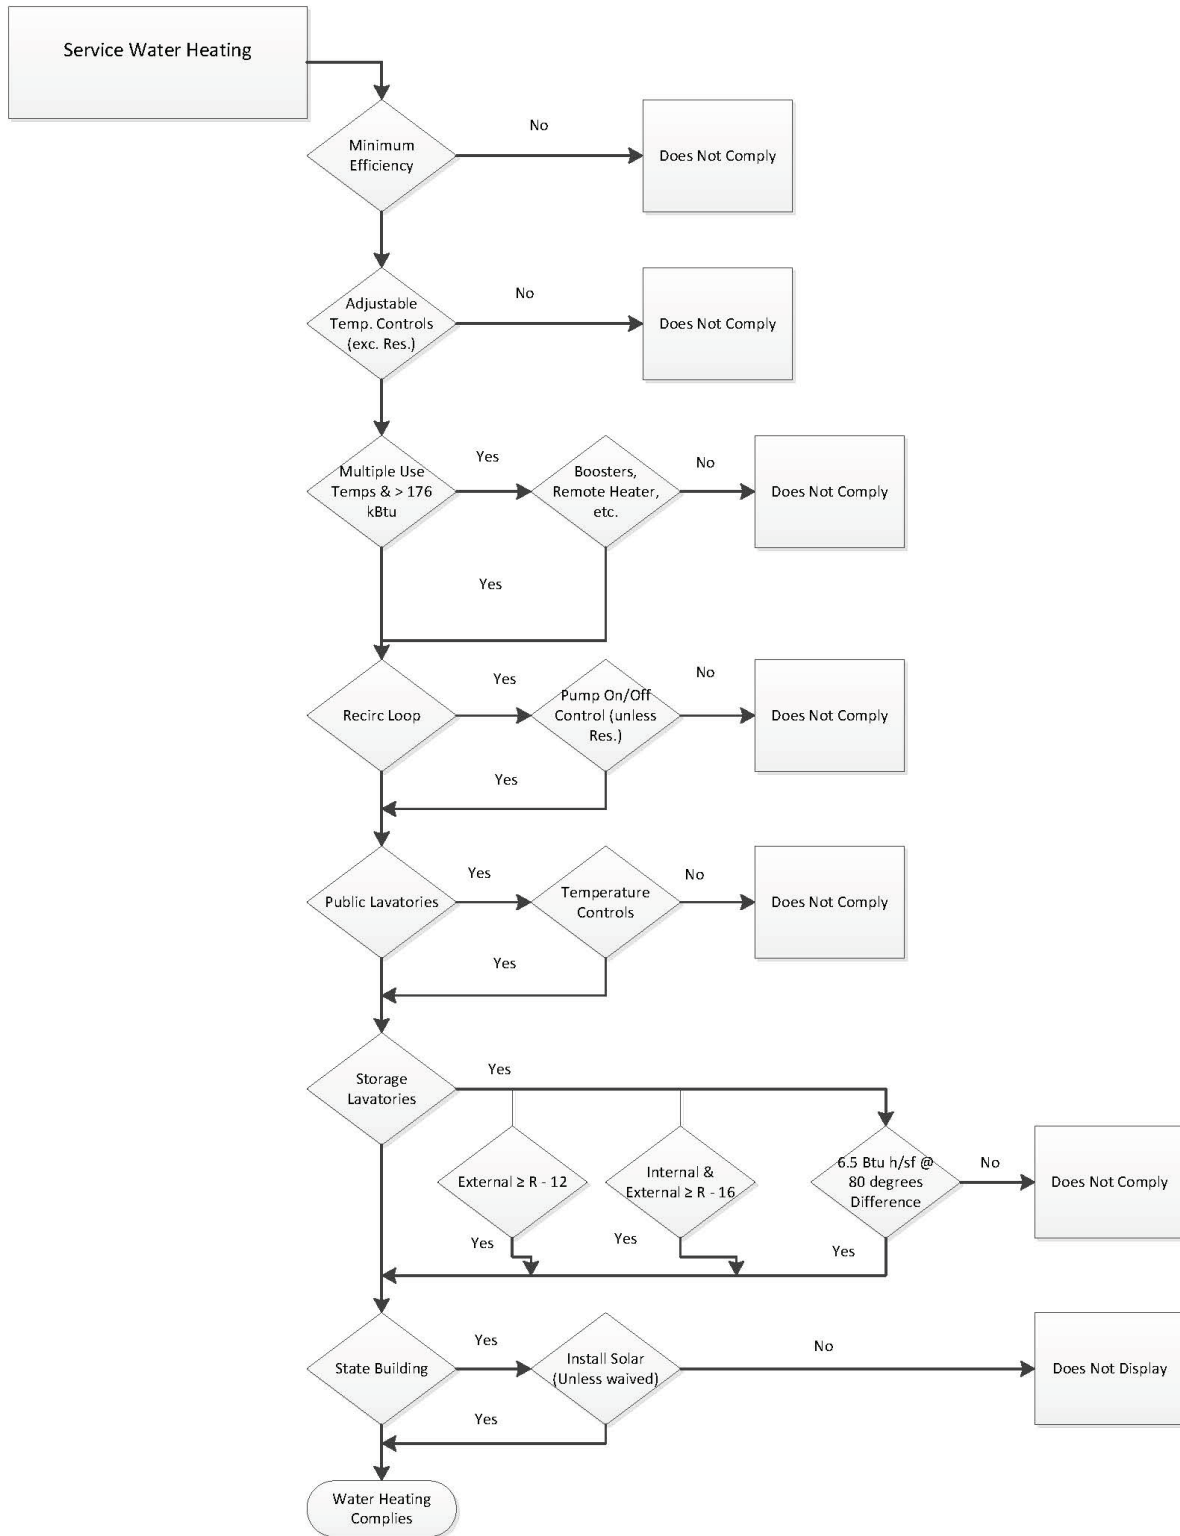 Service Water Heating
No
Minimum
Efficiency
Does Not Comply
No
Adjustable
Temp. Controls
(exc. Res.)
Does Not Comply
Multiple Use
Temps & > 176
kBtu
Yes
Boosters,
Remote Heater,
etc.
No
Does Not Comply
Yes
Recirc Loop
Yes
Pump On/Off
Control (unless
Res.)
No
Does Not Comply
Yes
Public Lavatories
Yes
Temperature
Controls
No
Does Not Comply
Yes
Storage
Lavatories
Yes
External ≥ R - 12
Internal &
External ≥ R - 16
6.5 Btu h/sf @
80 degrees
Difference
No
Does Not Comply
Yes
Yes
Yes
State Building
Yes
Install Solar
(Unless waived)
No
Does Not Display
Yes
Water Heating
Complies